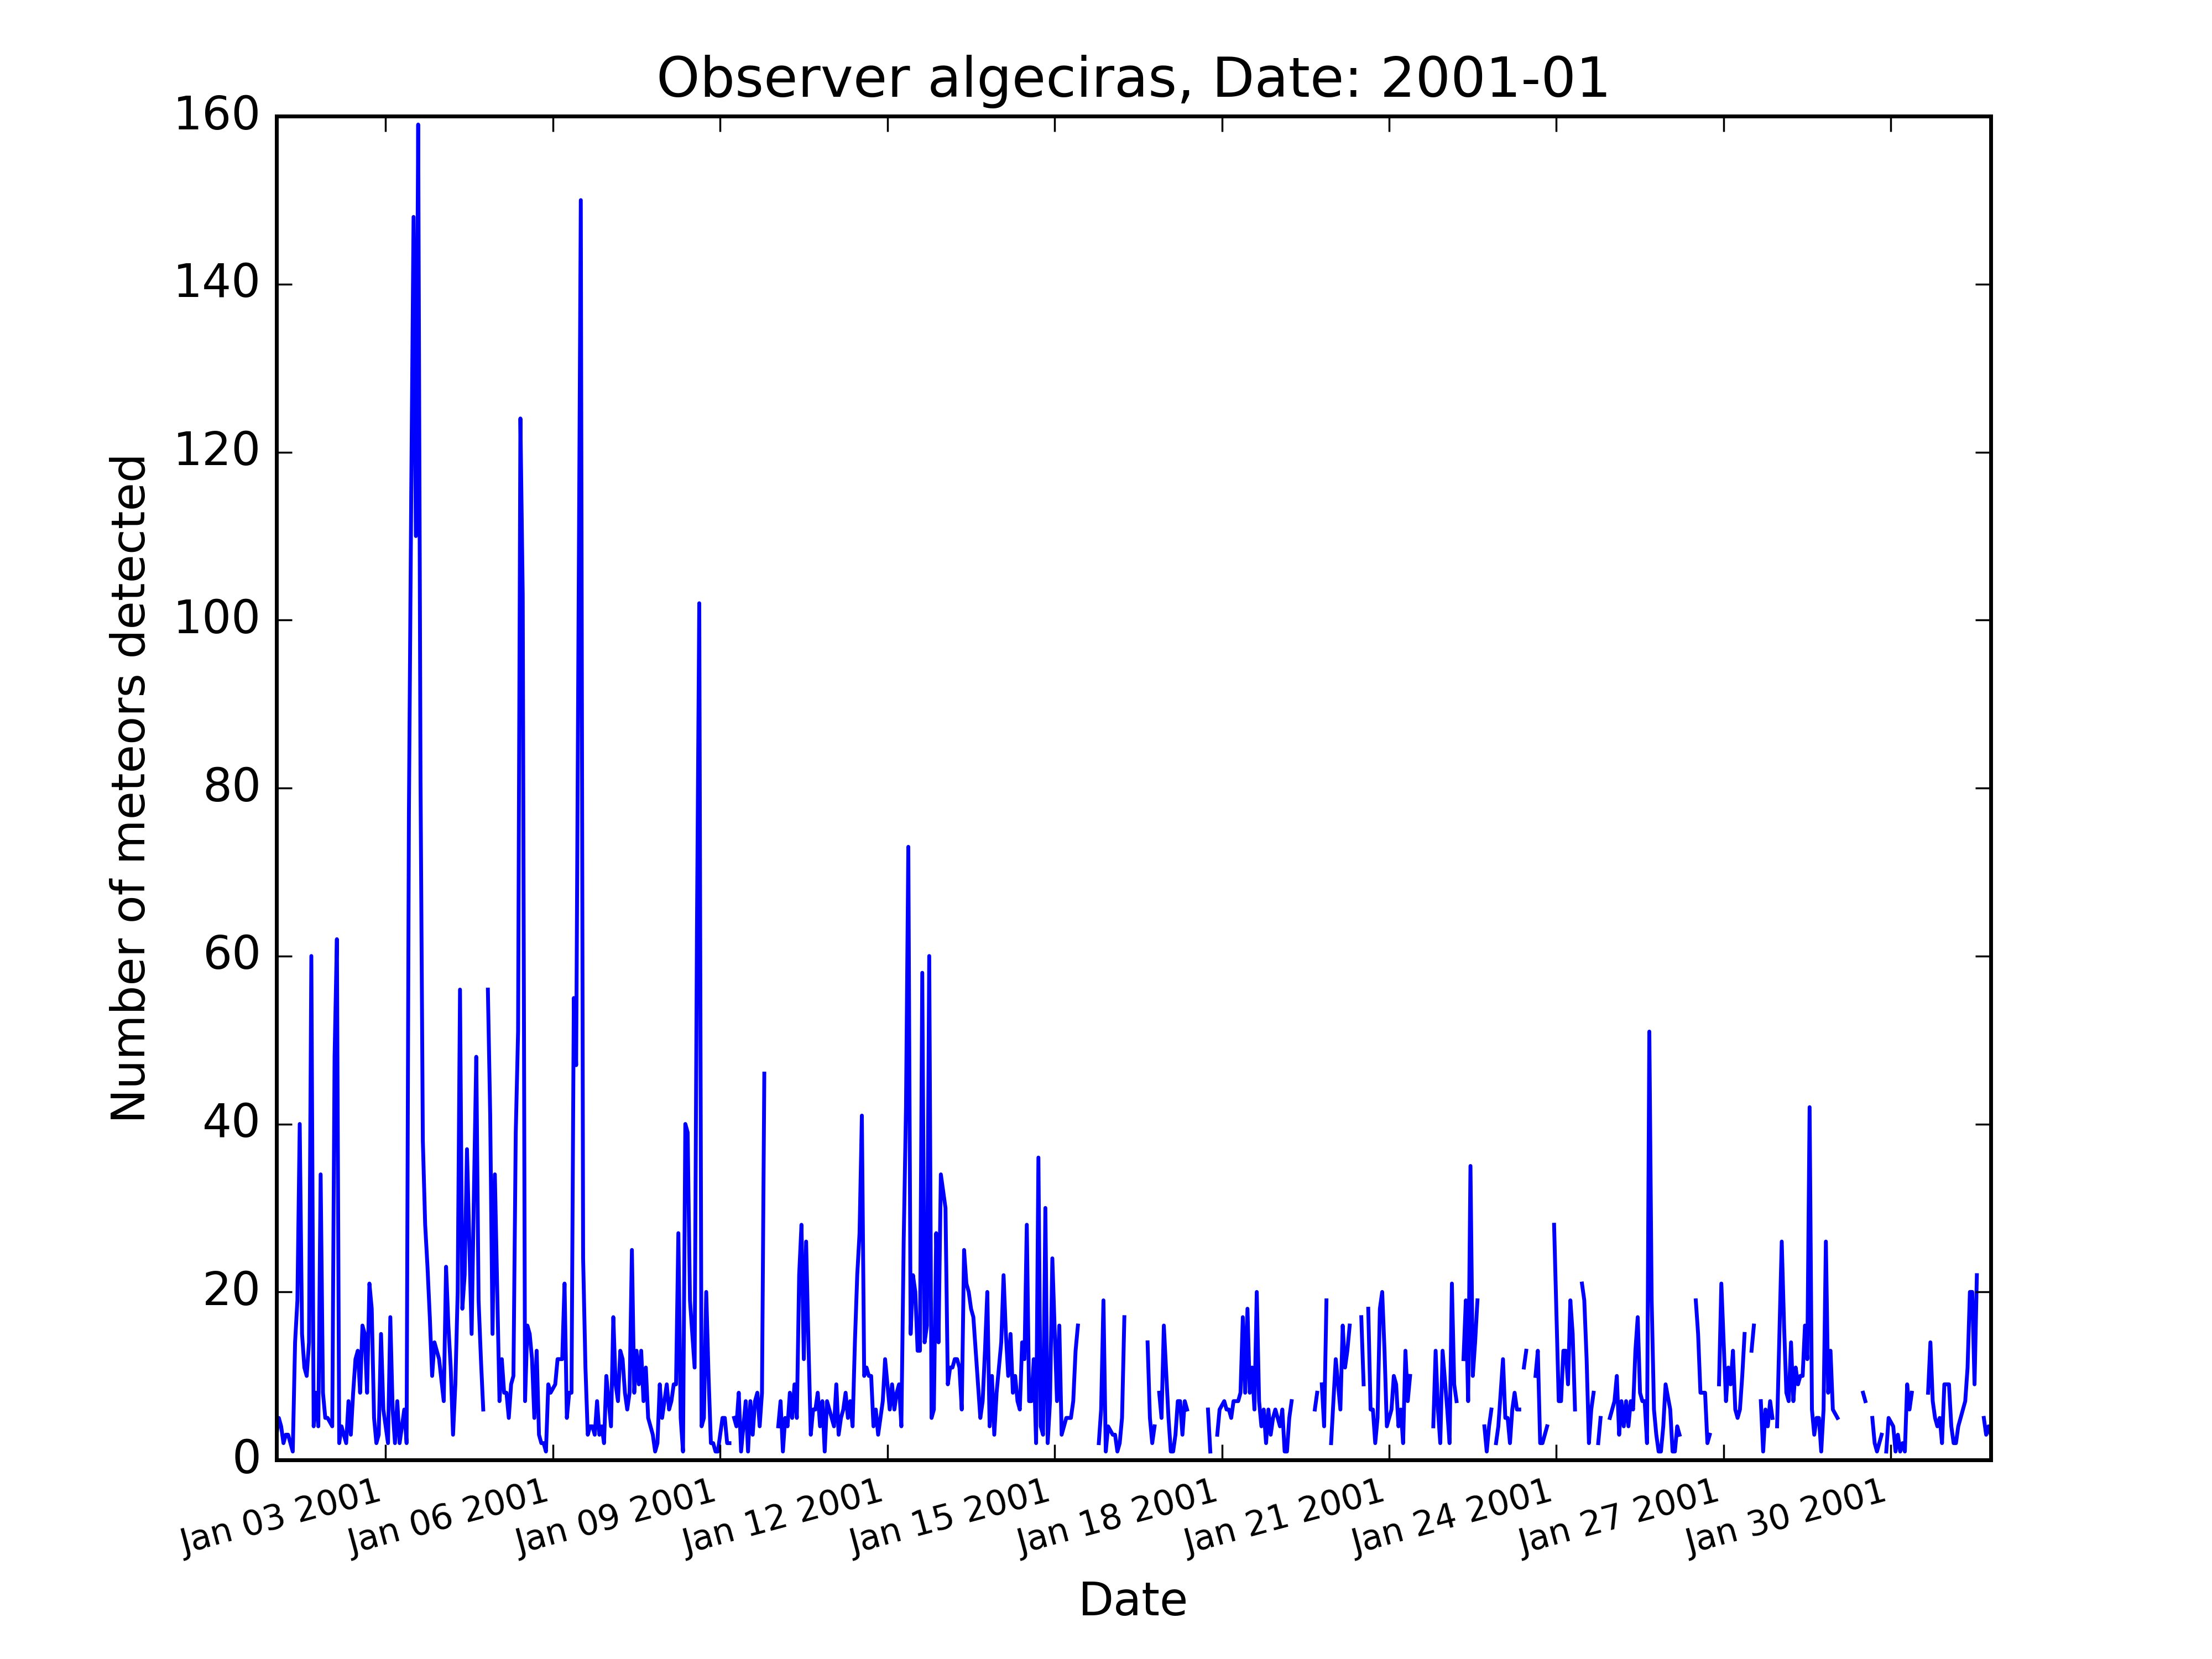 Observer algeciras, Date: 2001-01
160
140
120
100
80
60
40
20
0
Number of meteors detected
Jan 03 2001
Jan 06 2001
Jan 09 2001
Jan 12 2001
Jan 15 2001
Jan 18 2001
Jan 21 2001
Jan 24 2001
Jan 27 2001
Jan 30 2001
Date